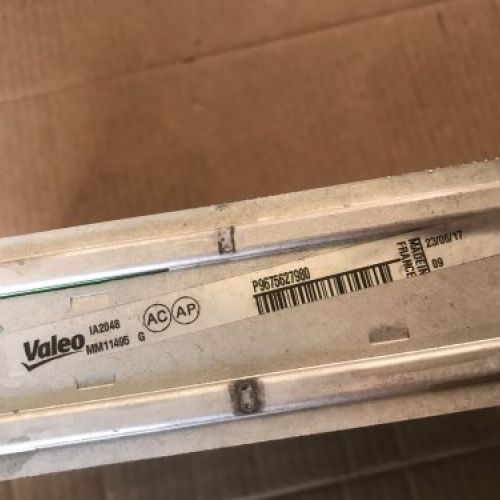 Valeo
IA2048
MM11495 G
AC AP
P9675627980
MADE IN
FRANCE
23/06/17
09